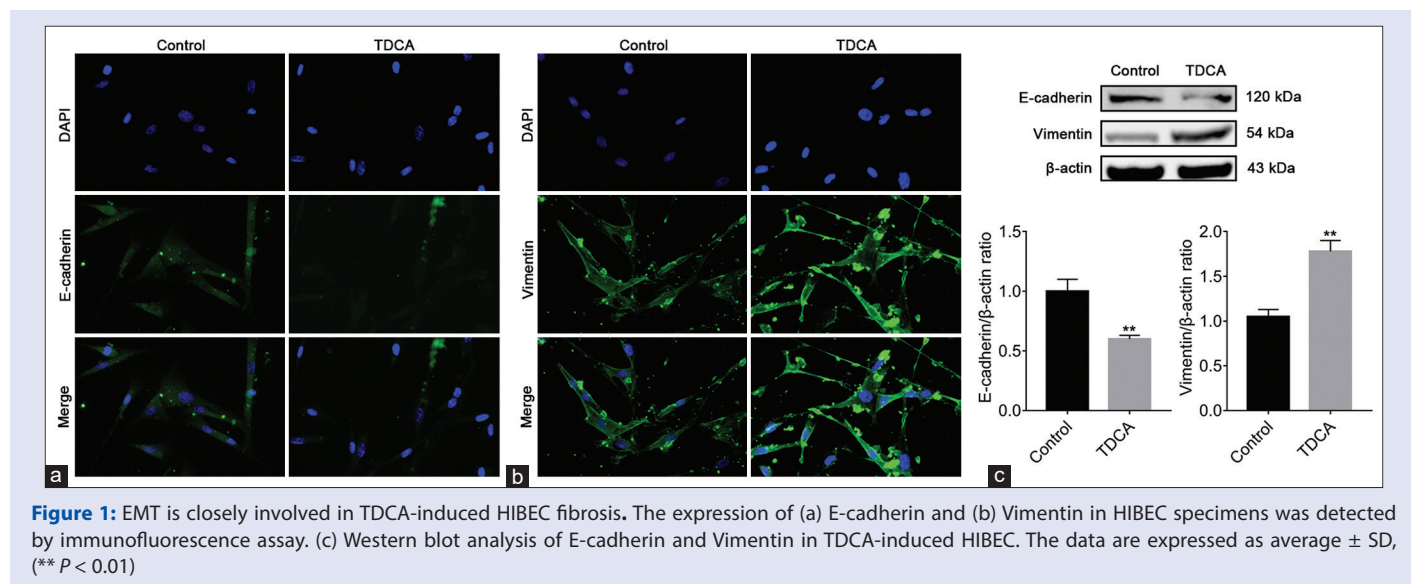 Control TDCA
DAPI
E-cadherin
Merge
a
Control TDCA
DAPI
Vimentin
Merge
b
Control TDCA
E-cadherin 120 kDa
Vimentin 54 kDa
β-actin 43 kDa
E-cadherin/β-actin ratio
1.5
1.0
0.5
0.0
**
Control TDCA
Vimentin/β-actin ratio
2.0
1.5
1.0
0.5
0.0
**
Control TDCA
c
Figure 1: EMT is closely involved in TDCA-induced HIBEC fibrosis. The expression of (a) E-cadherin and (b) Vimentin in HIBEC specimens was detected
by immunofluorescence assay. (c) Western blot analysis of E-cadherin and Vimentin in TDCA-induced HIBEC. The data are expressed as average ± SD,
(** P < 0.01)